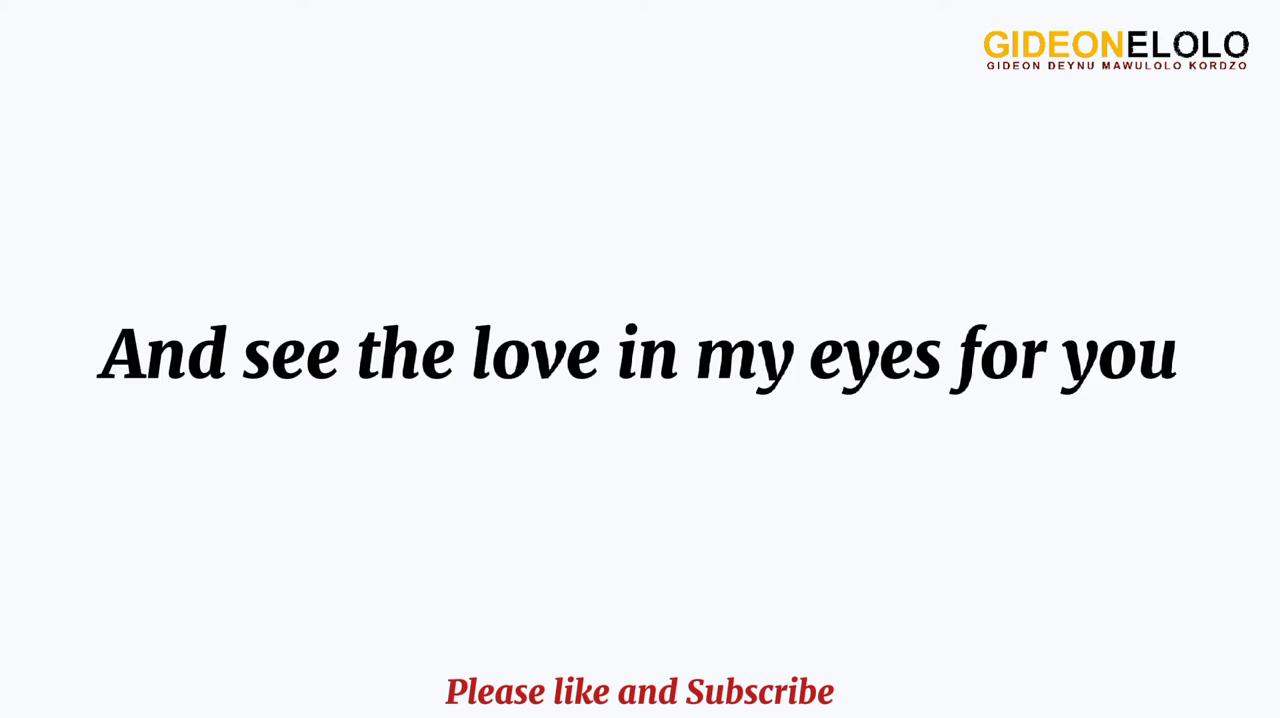 GIDEONELOLO
GIDEON DEYNU MAWULOLO KORDZO
And see the love in my eyes for you
Please like and Subscribe